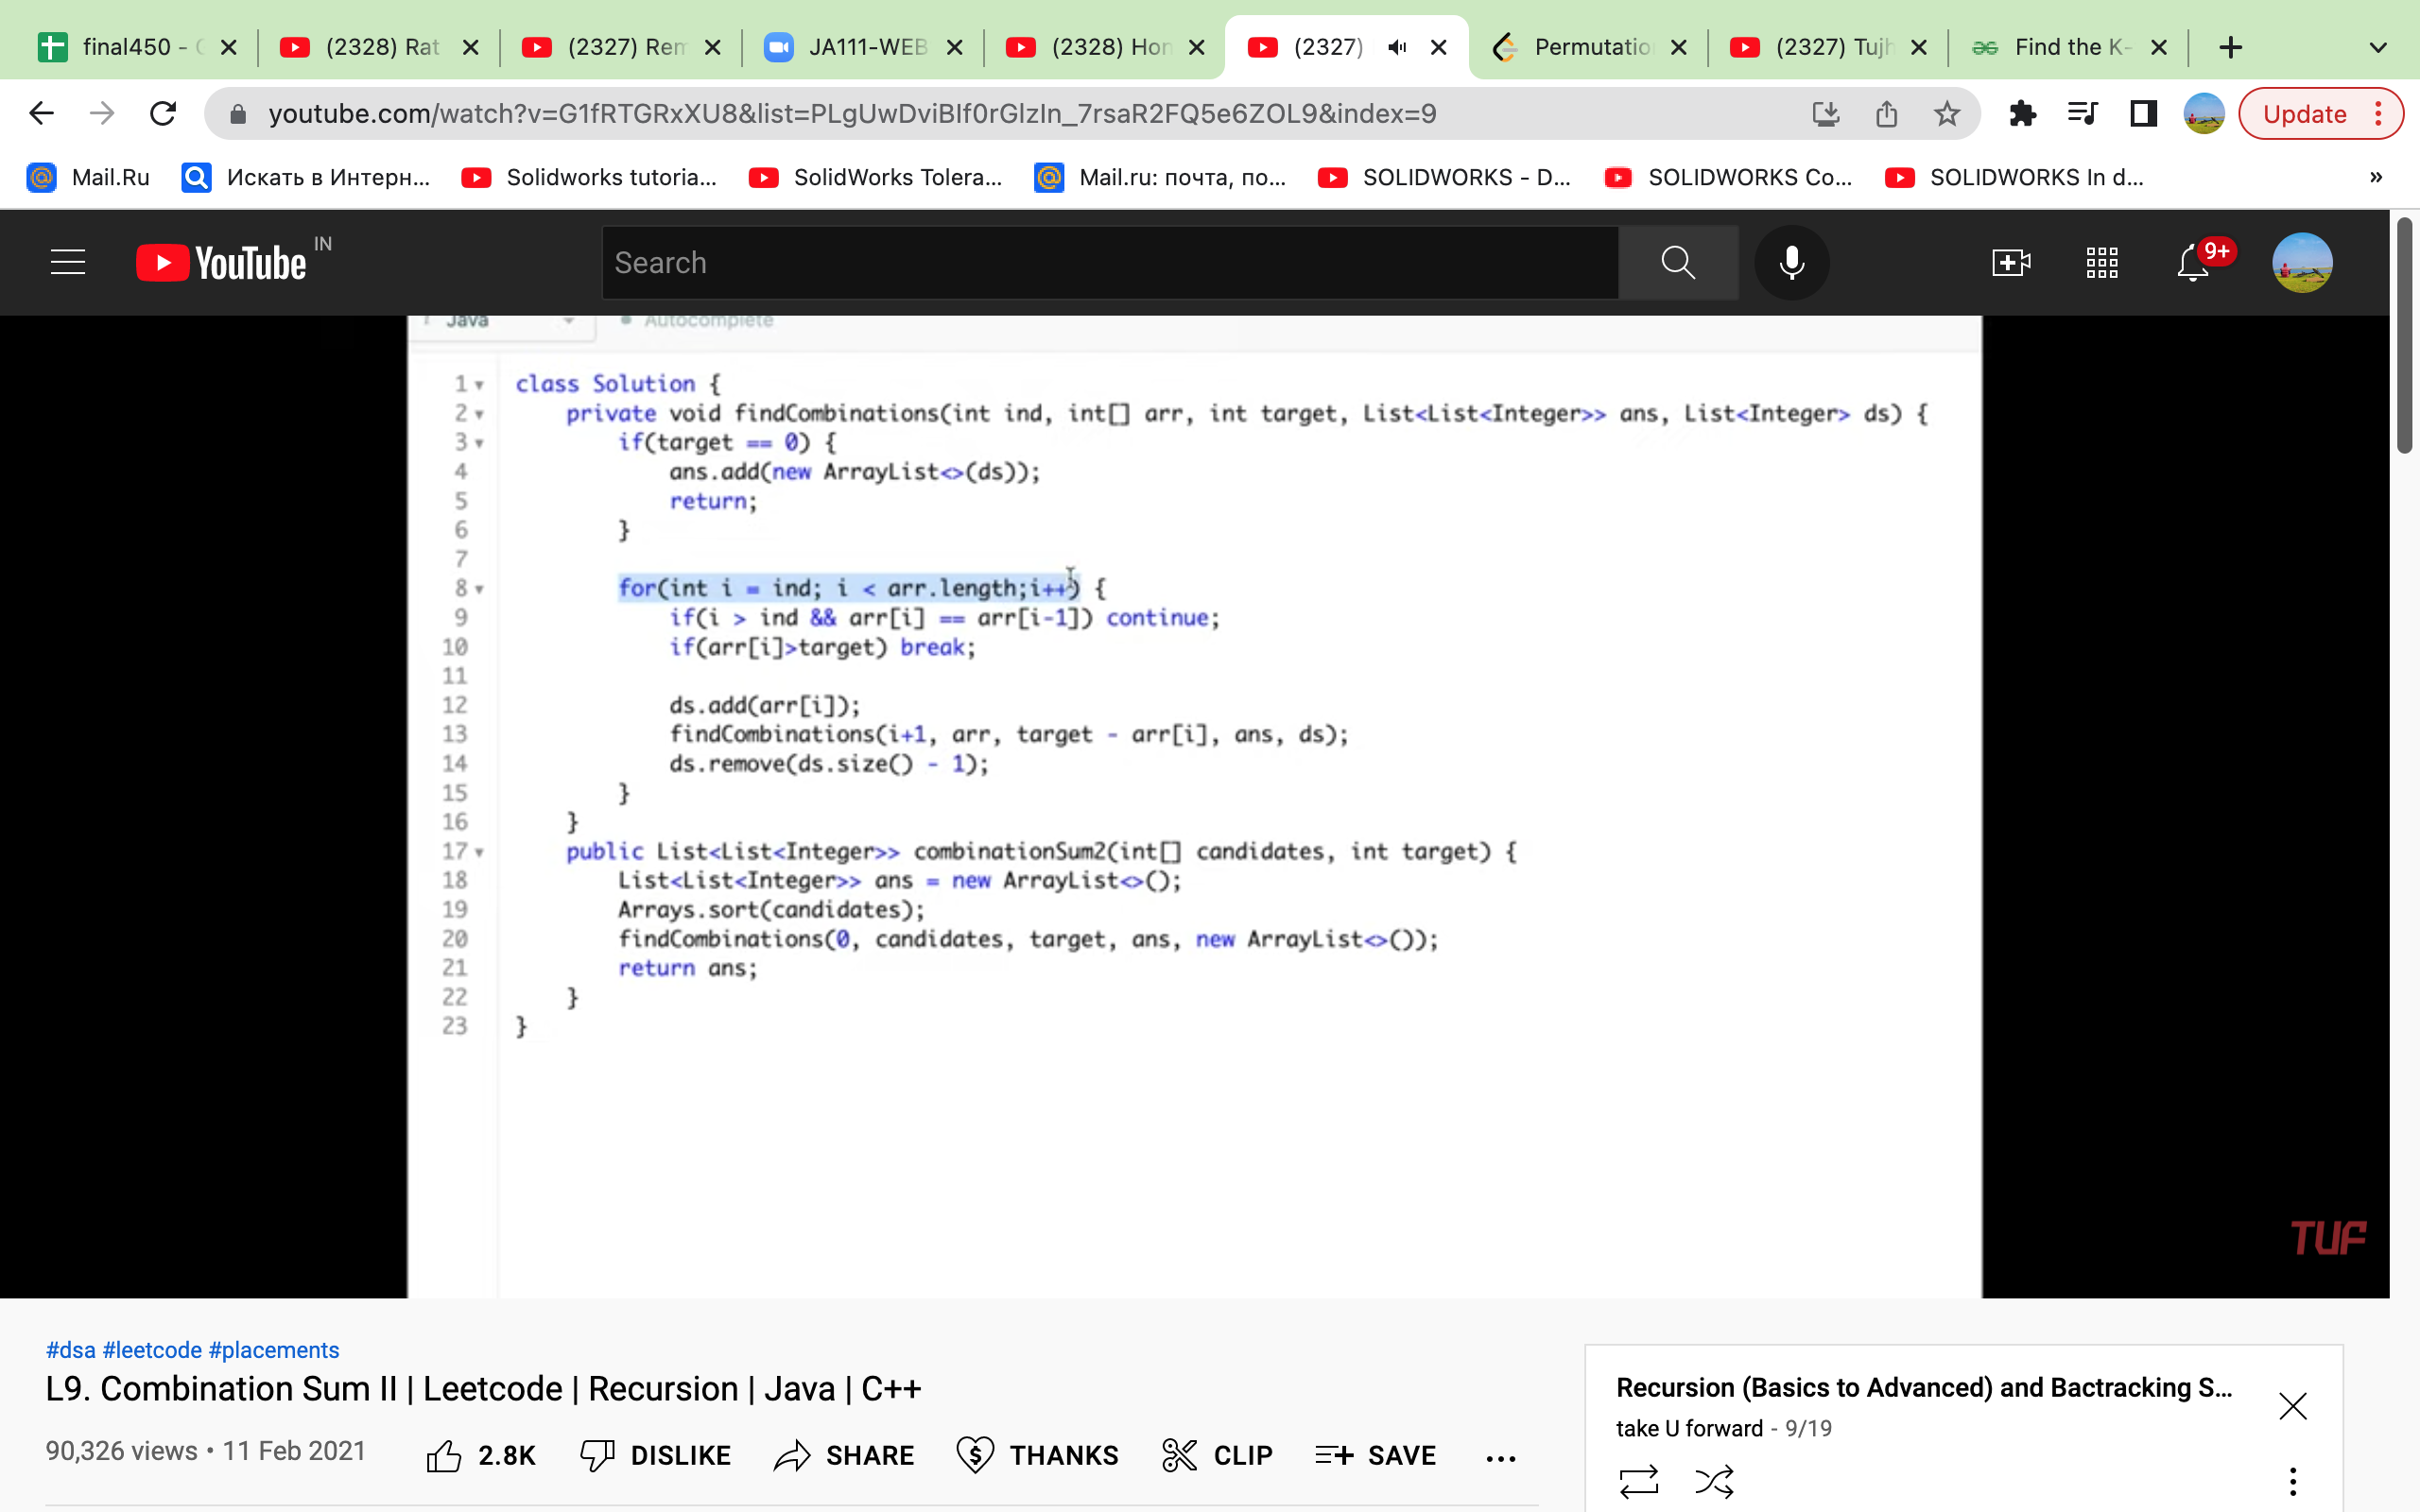 final450 - (
(2328) Rat
(2327) Rem
JA111-WEB
(2328) Hon
(2327)
Permutatio
(2327) Tujh
Find the K-
youtube.com/watch?v=G1fRTGRxXU8&list=PLgUwDviBIf0rGlzIn_7rsaR2FQ5e6ZOL9&index=9
Update
Mail.Ru
Искать в Интерн...
Solidworks tutoria...
SolidWorks Tolera...
Mail.ru: почта, по...
SOLIDWORKS - D...
SOLIDWORKS Co...
SOLIDWORKS In d...
»
YouTube IN
Search
9+
Java
Autocomplete
1 class Solution {
2 private void findCombinations(int ind, int[] arr, int target, List<List<Integer>> ans, List<Integer> ds) {
3 if(target == 0) {
4 ans.add(new ArrayList<>(ds));
5 return;
6 }
7
8 for(int i = ind; i < arr.length;i++) {
9 if(i > ind && arr[i] == arr[i-1]) continue;
10 if(arr[i]>target) break;
11
12 ds.add(arr[i]);
13 findCombinations(i+1, arr, target - arr[i], ans, ds);
14 ds.remove(ds.size() - 1);
15 }
16 }
17 public List<List<Integer>> combinationSum2(int[] candidates, int target) {
18 List<List<Integer>> ans = new ArrayList<>();
19 Arrays.sort(candidates);
20 findCombinations(0, candidates, target, ans, new ArrayList<>());
21 return ans;
22 }
23 }
TUF
#dsa #leetcode #placements
L9. Combination Sum II | Leetcode | Recursion | Java | C++
90,326 views • 11 Feb 2021
2.8K
DISLIKE
SHARE
THANKS
CLIP
SAVE
...
Recursion (Basics to Advanced) and Bactracking S...
take U forward - 9/19